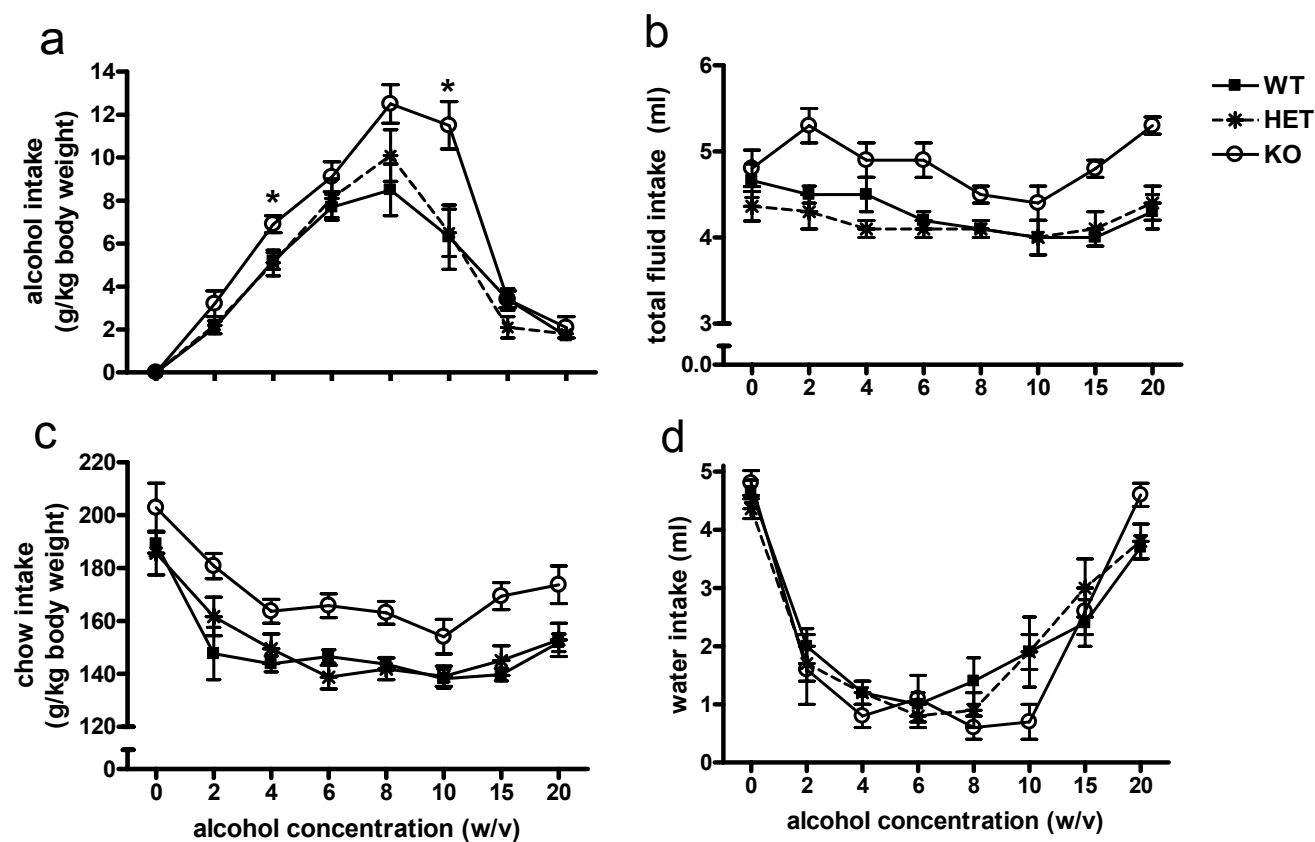 a
alcohol intake
(g/kg body weight)
14
12
10
8
6
4
2
0
*
*
b
total fluid intake (ml)
6
5
4
3
0.0
0 2 4 6 8 10 15 20
WT
HET
KO
c
chow intake
(g/kg body weight)
220
200
180
160
140
120
0
0 2 4 6 8 10 15 20
alcohol concentration (w/v)
d
water intake (ml)
5
4
3
2
1
0
0 2 4 6 8 10 15 20
alcohol concentration (w/v)